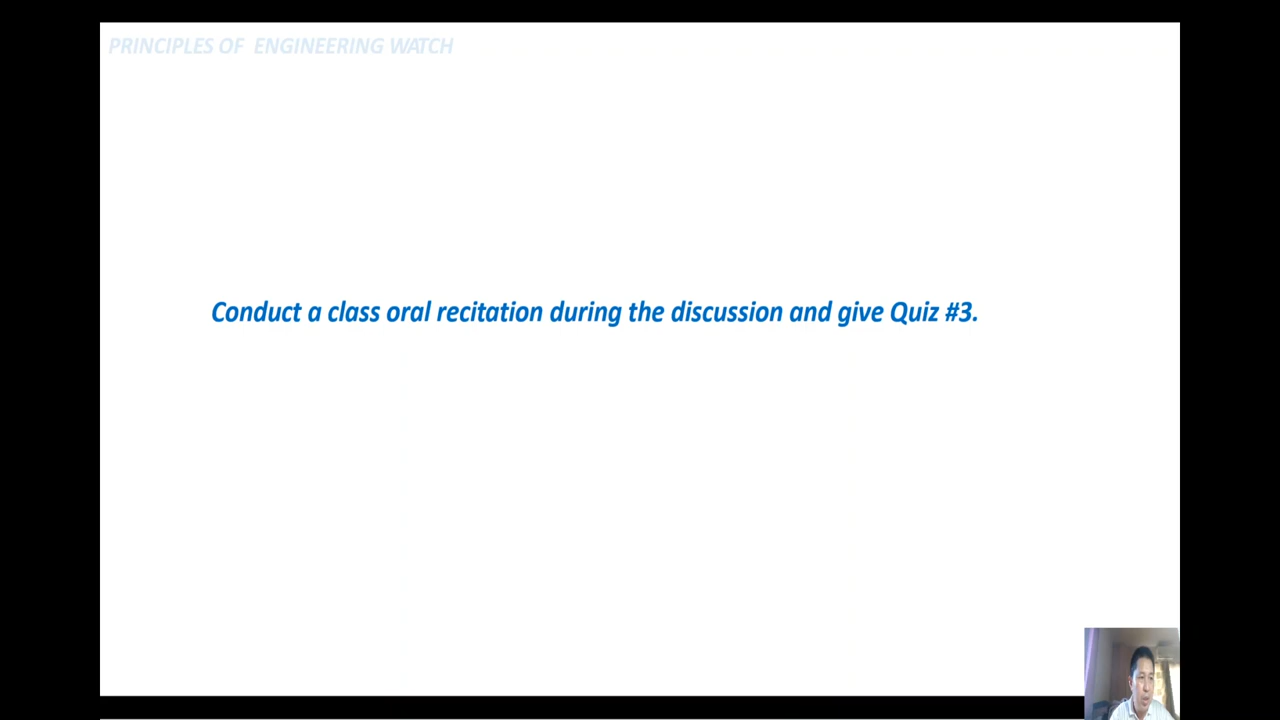 PRINCIPLES OF ENGINEERING WATCH
Conduct a class oral recitation during the discussion and give Quiz #3.